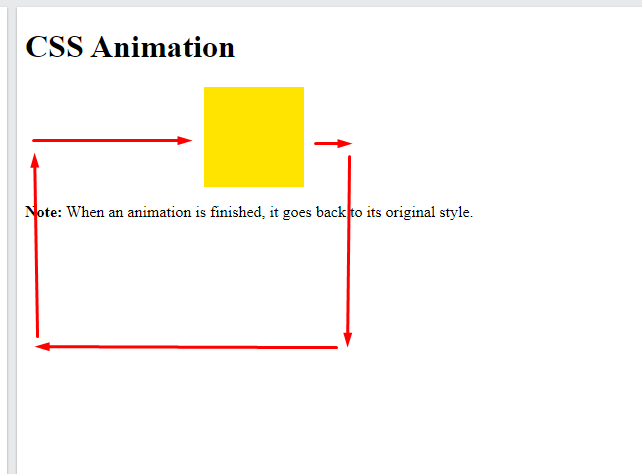 CSS Animation
Note: When an animation is finished, it goes back to its original style.